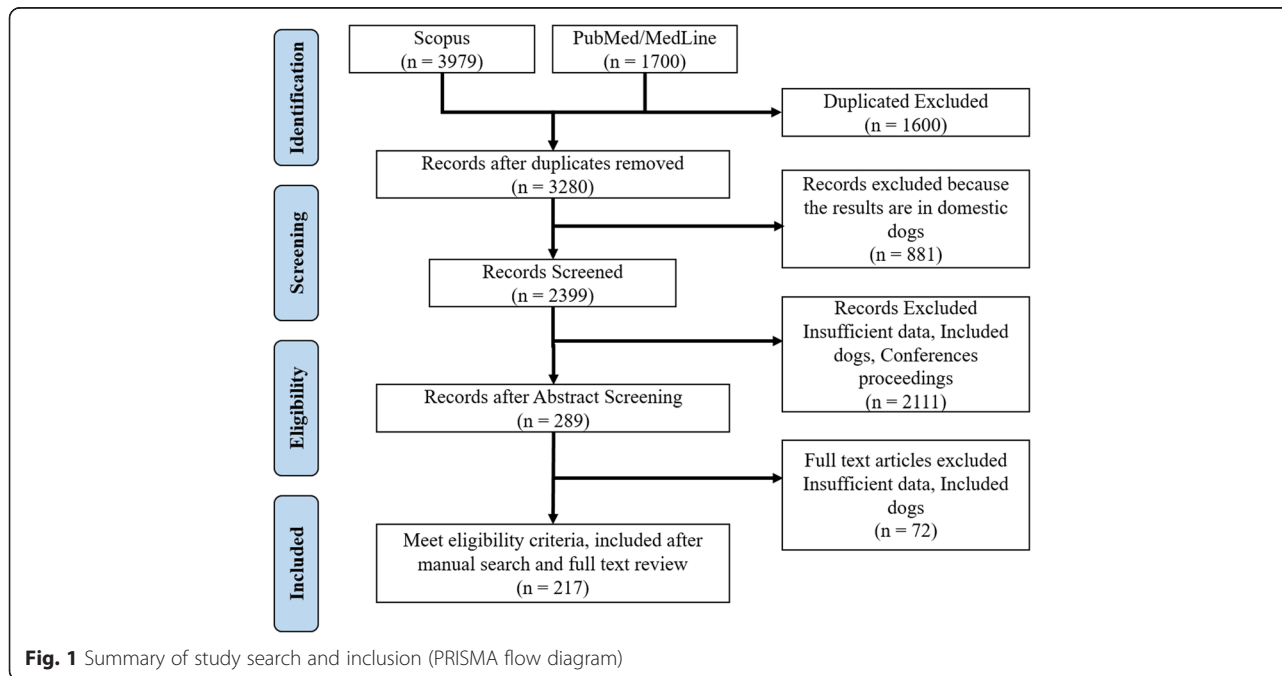 Identification
Scopus
(n = 3979)
PubMed/MedLine
(n = 1700)
Duplicated Excluded
(n = 1600)
Records after duplicates removed
(n = 3280)
Screening
Records excluded because
the results are in domestic
dogs
(n = 881)
Records Screened
(n = 2399)
Records Excluded
Insufficient data, Included
dogs, Conferences
proceedings
(n = 2111)
Eligibility
Records after Abstract Screening
(n = 289)
Full text articles excluded
Insufficient data, Included
dogs
(n = 72)
Included
Meet eligibility criteria, included after
manual search and full text review
(n = 217)
Fig. 1 Summary of study search and inclusion (PRISMA flow diagram)